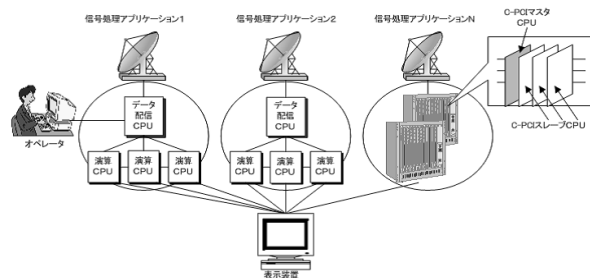 信号処理アプリケーション1
信号処理アプリケーション2
信号処理アプリケーションN
C-PCIマスタ
CPU
データ
配信
CPU
データ
配信
CPU
C-PCIスレーブCPU
オペレータ
演算
CPU
演算
CPU
演算
CPU
演算
CPU
演算
CPU
演算
CPU
表示装置